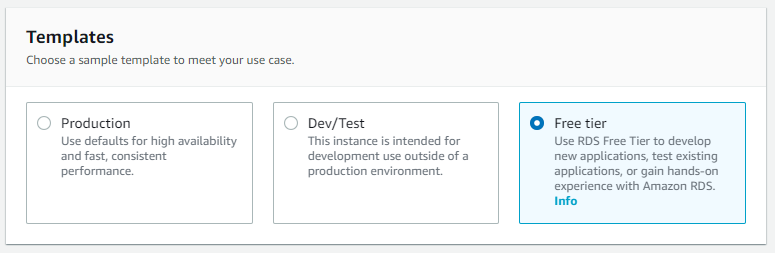 Templates
Choose a sample template to meet your use case.
Production
Use defaults for high availability
and fast, consistent
performance.
Dev/Test
This instance is intended for
development use outside of a
production environment.
Free tier
Use RDS Free Tier to develop
new applications, test existing
applications, or gain hands-on
experience with Amazon RDS.
Info